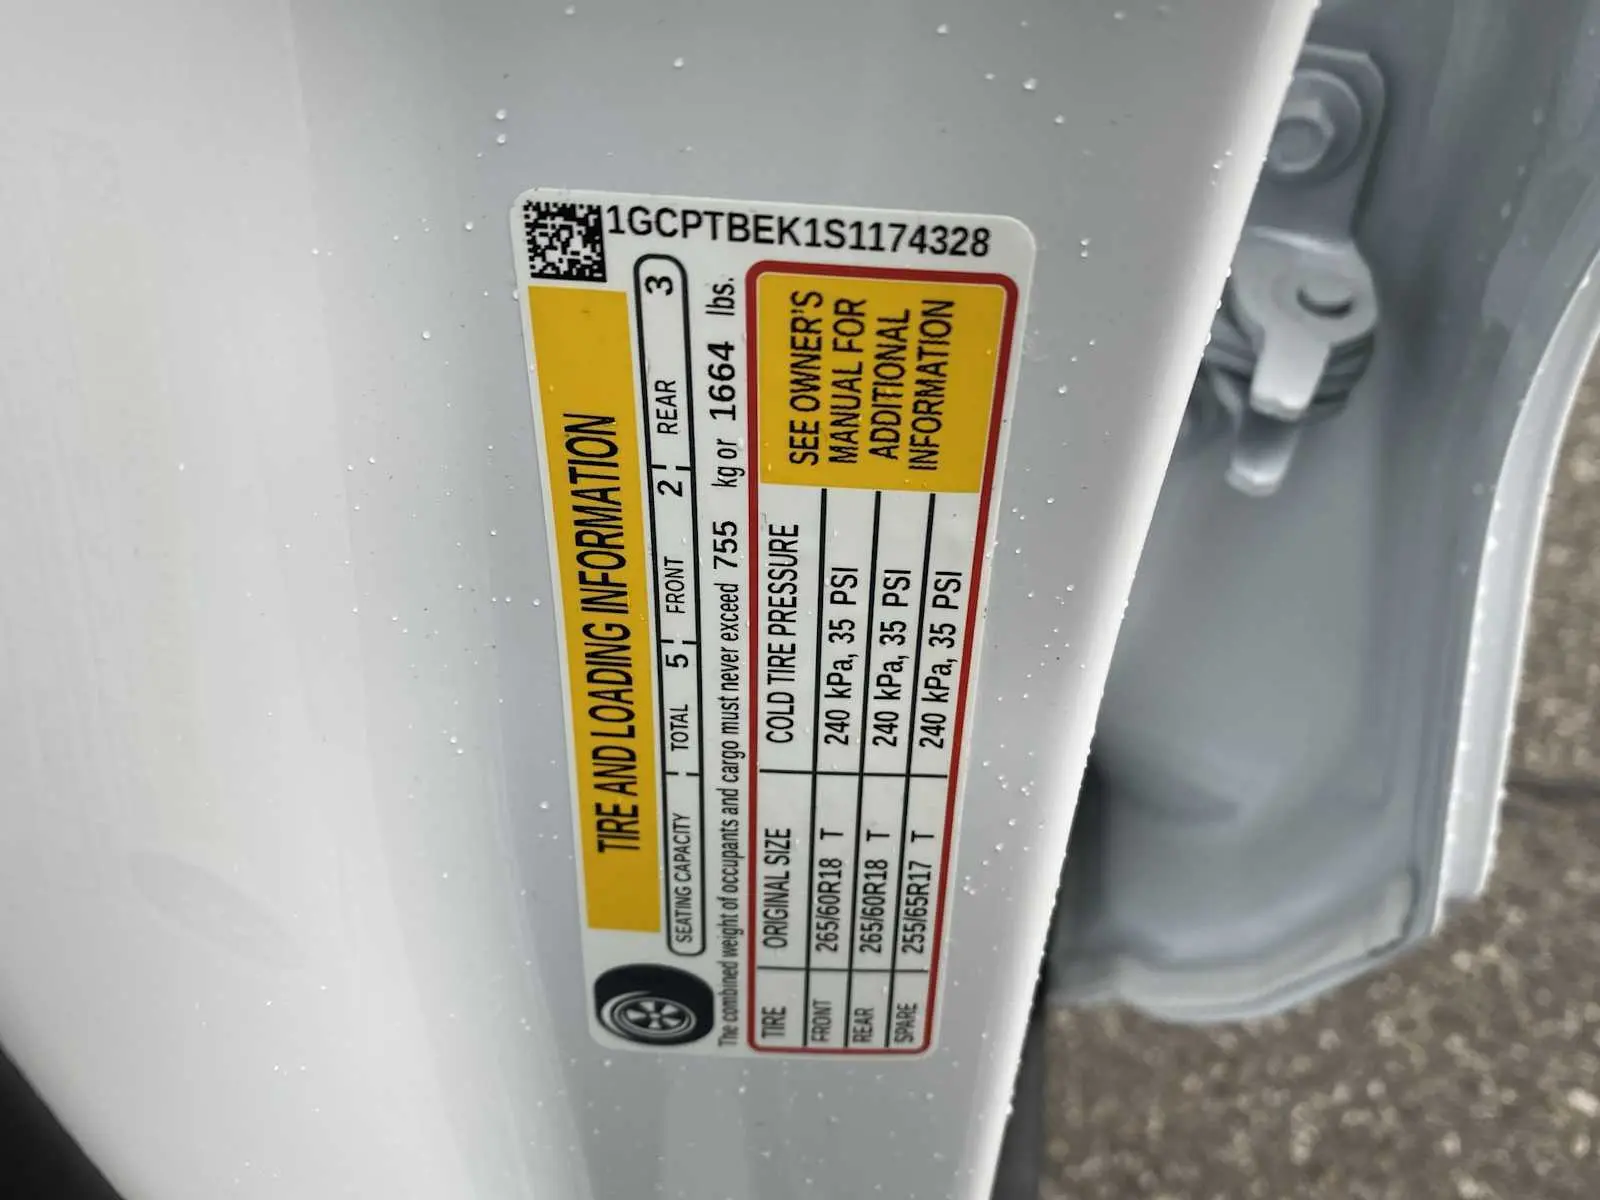 1GCPTBEK1S1174328
TIRE AND LOADING INFORMATION
SEATING CAPACITY TOTAL 5 FRONT 2 REAR 3
The combined weight of occupants and cargo must never exceed 755 kg or 1664 lbs.
TIRE ORIGINAL SIZE COLD TIRE PRESSURE
FRONT 265/60R18 T 240 kPa, 35 PSI
REAR 265/60R18 T 240 kPa, 35 PSI
SPARE 255/65R17 T 240 kPa, 35 PSI
SEE OWNER'S
MANUAL FOR
ADDITIONAL
INFORMATION